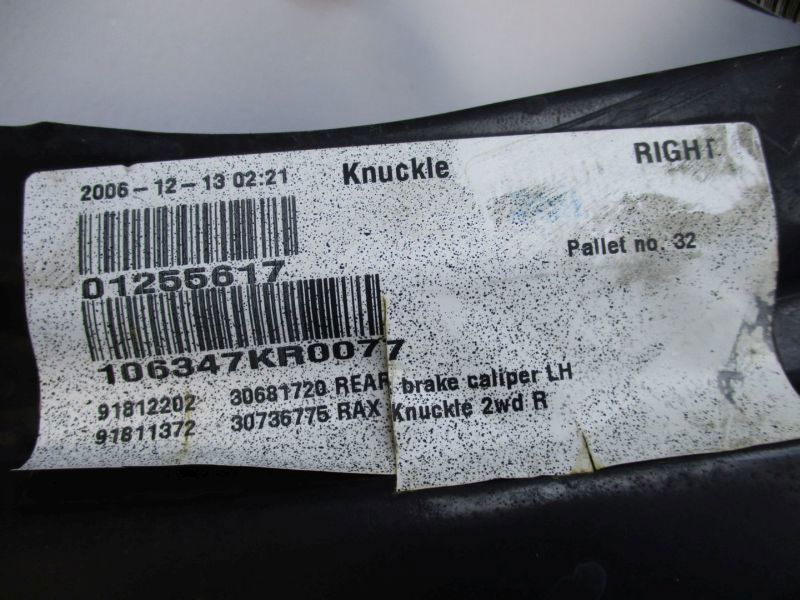 2006-12-13 02:21
Knuckle
RIGHT
01255617
Pallet no. 32
106347KR0077
91812202 30681720 REAR brake caliper LH
91811372 30736775 RAX Knuckle 2wd R